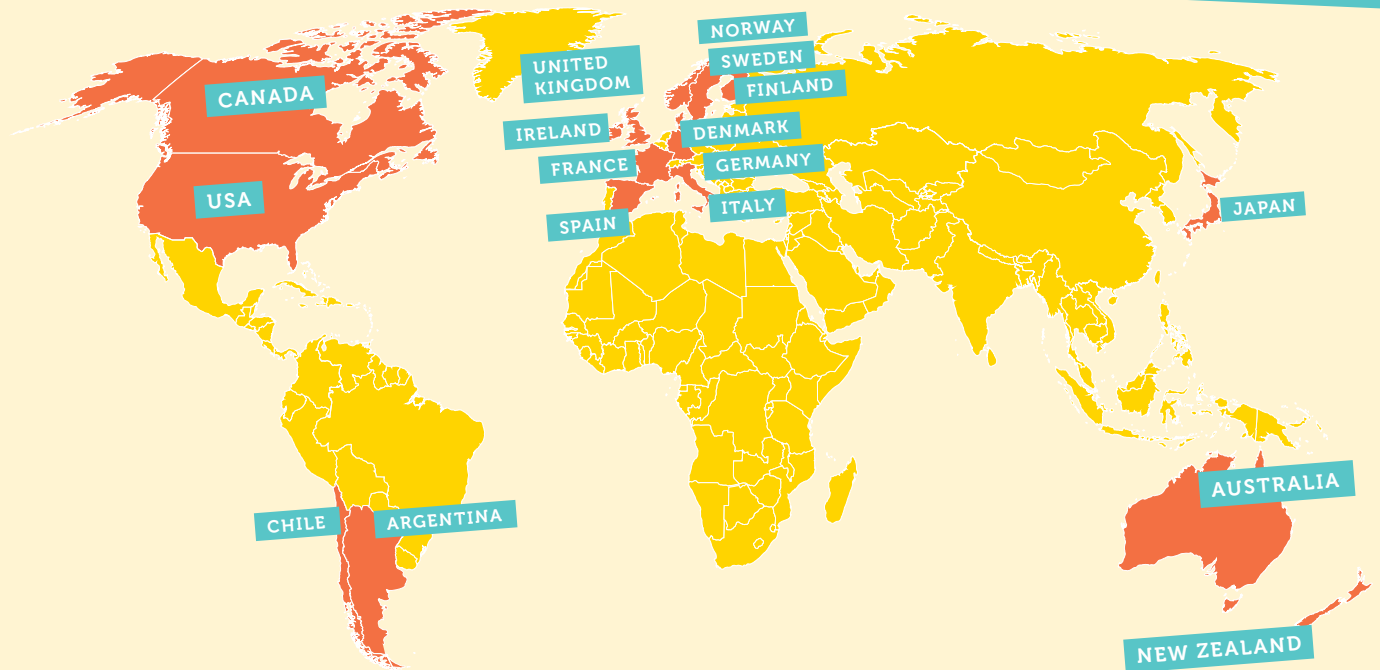 NORWAY
SWEDEN
UNITED
KINGDOM
FINLAND
CANADA
IRELAND
DENMARK
FRANCE
GERMANY
USA
ITALY
JAPAN
SPAIN
AUSTRALIA
CHILE
ARGENTINA
NEW ZEALAND